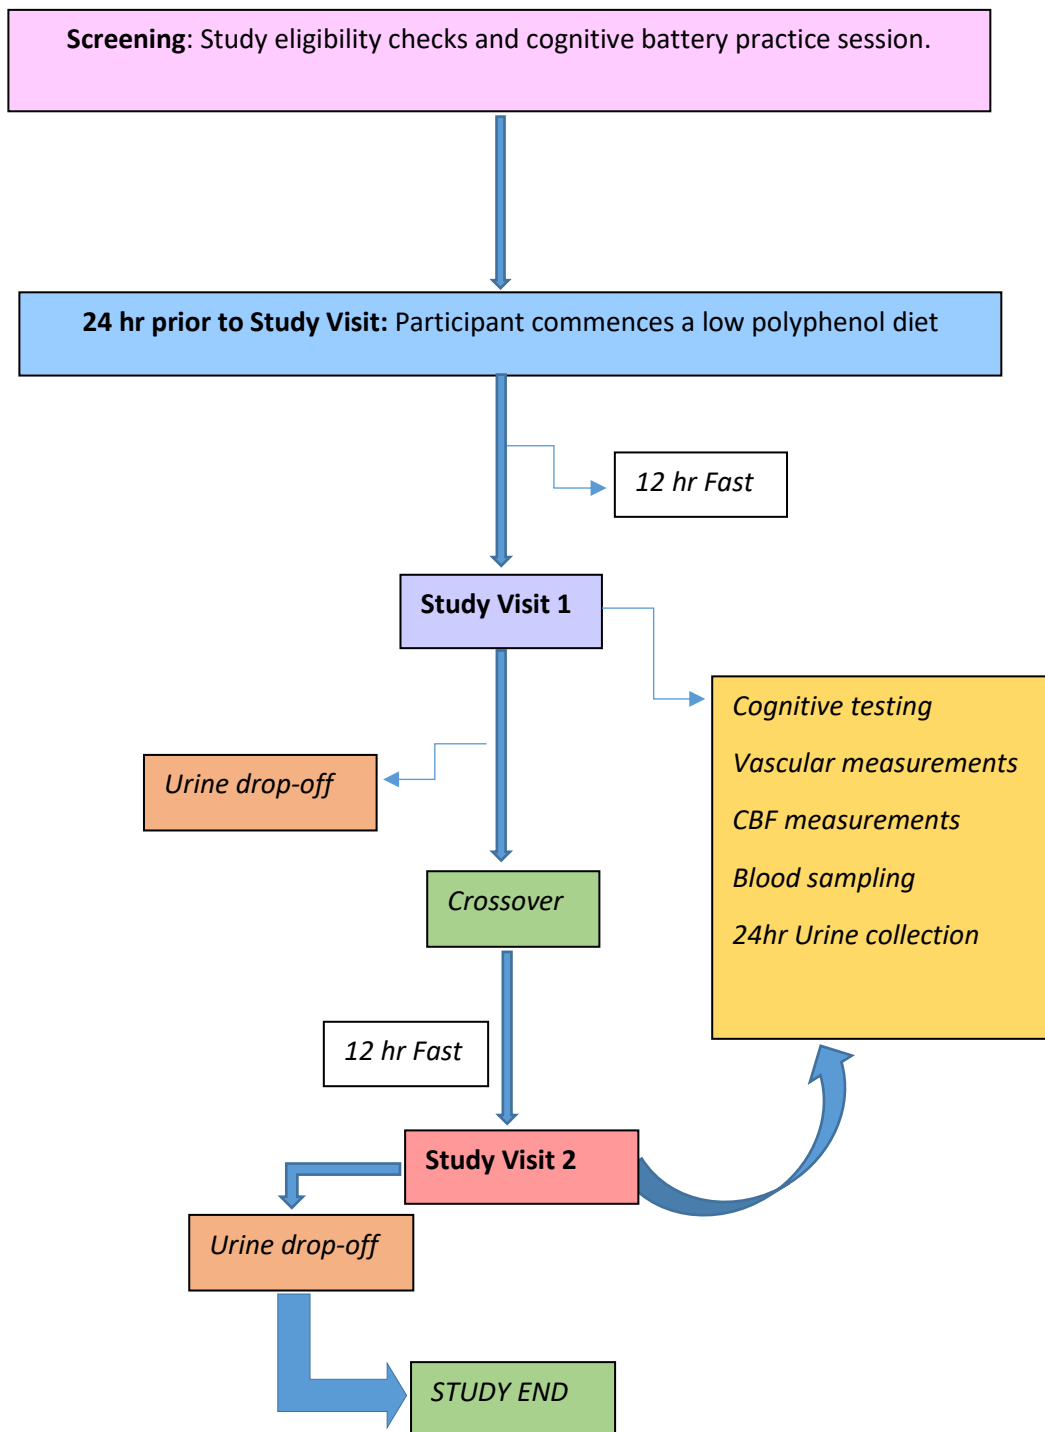 Screening: Study eligibility checks and cognitive battery practice session.
24 hr prior to Study Visit: Participant commences a low polyphenol diet
12 hr Fast
Study Visit 1
Cognitive testing
Vascular measurements
CBF measurements
Blood sampling
24hr Urine collection
Urine drop-off
Crossover
12 hr Fast
Study Visit 2
Urine drop-off
STUDY END